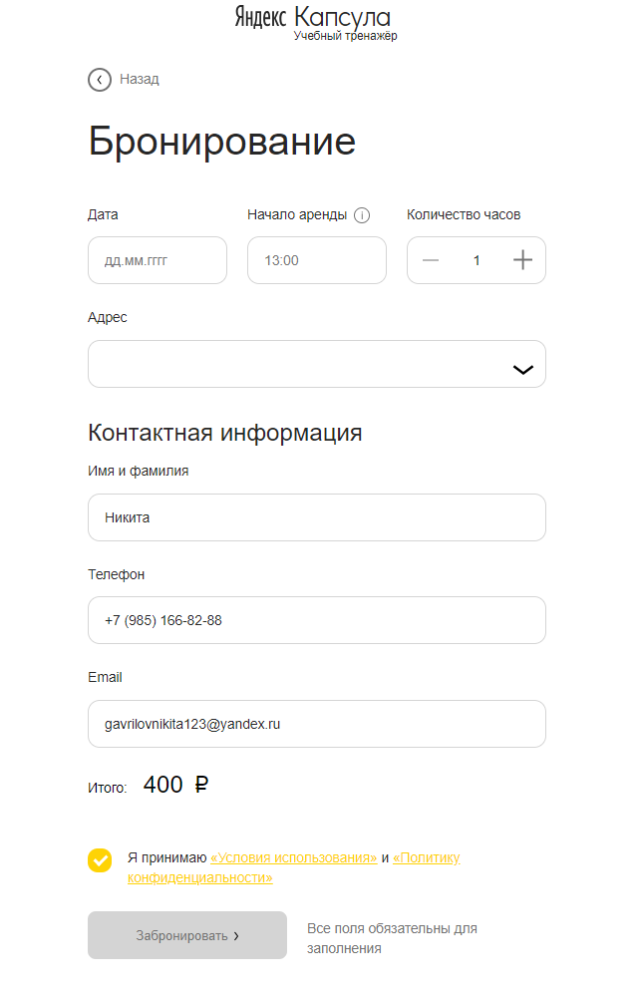 Яндекс Капсула
Учебный тренажёр
Назад
Бронирование
Дата Начало аренды i Количество часов
дд.мм.гггг 13:00 — 1 +
Адрес
Контактная информация
Имя и фамилия
Никита
Телефон
+7 (985) 166-82-88
Email
gavrilovnikita123@yandex.ru
Итого: 400 ₽
Я принимаю «Условия использования» и «Политику
конфиденциальности»
Забронировать › Все поля обязательны для
заполнения